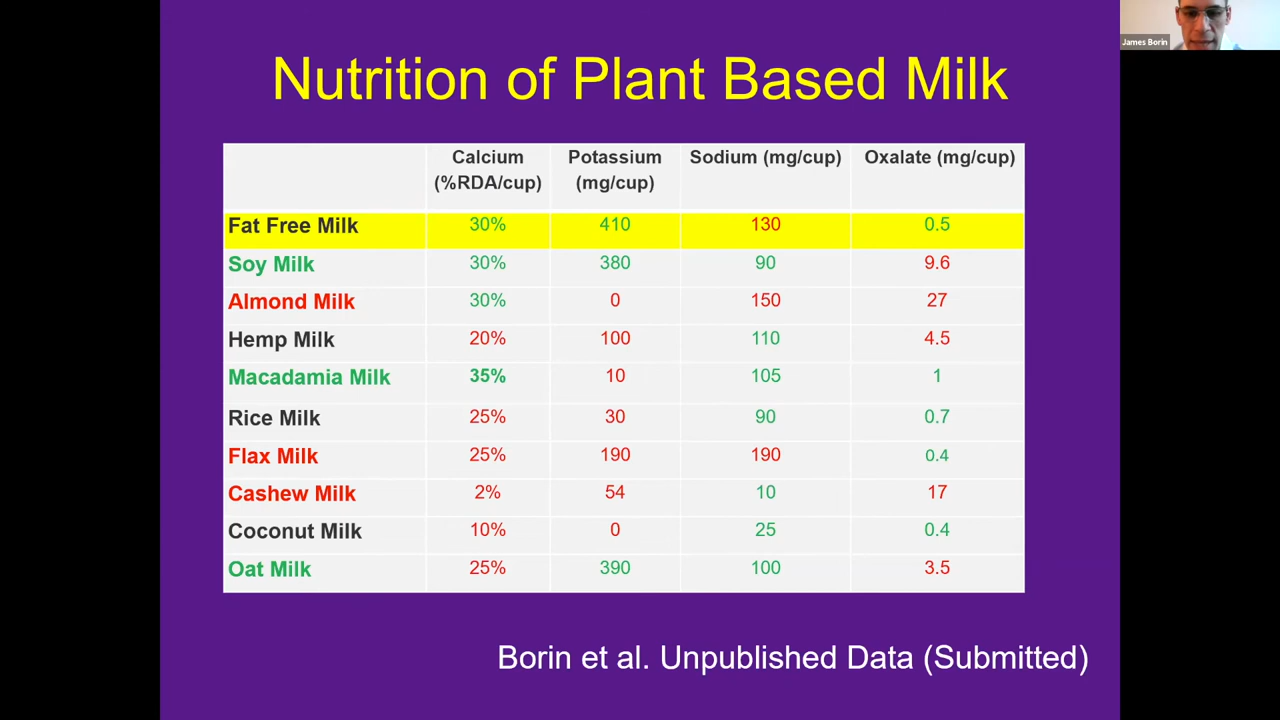 James Borin
Nutrition of Plant Based Milk
Calcium (%RDA/cup) Potassium (mg/cup) Sodium (mg/cup) Oxalate (mg/cup)
Fat Free Milk 30% 410 130 0.5
Soy Milk 30% 380 90 9.6
Almond Milk 30% 0 150 27
Hemp Milk 20% 100 110 4.5
Macadamia Milk 35% 10 105 1
Rice Milk 25% 30 90 0.7
Flax Milk 25% 190 190 0.4
Cashew Milk 2% 54 10 17
Coconut Milk 10% 0 25 0.4
Oat Milk 25% 390 100 3.5
Borin et al. Unpublished Data (Submitted)